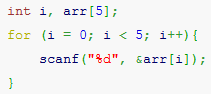 int i, arr[5];
for (i = 0; i < 5; i++){
    scanf("%d", &arr[i]);
}